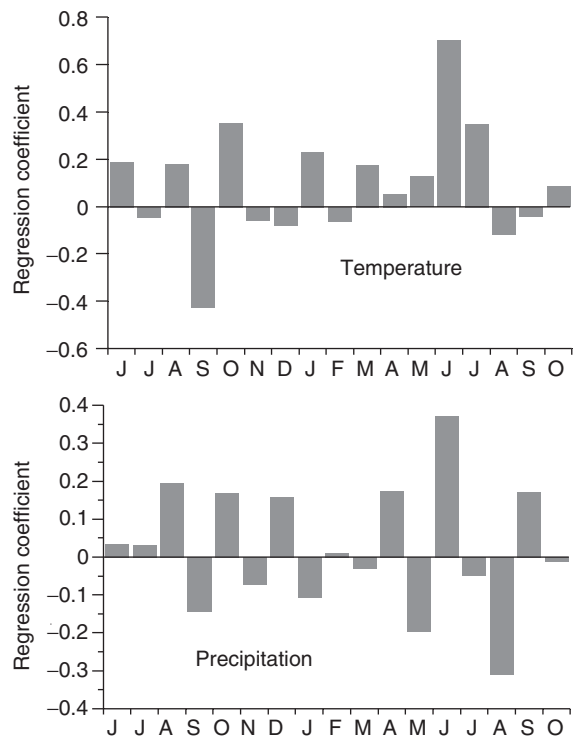 Regression coefficient
0.8
0.6
0.4
0.2
0
−0.2
−0.4
−0.6
Temperature
J J A S O N D J F M A M J J A S O
Regression coefficient
0.4
0.3
0.2
0.1
0
−0.1
−0.2
−0.3
−0.4
Precipitation
J J A S O N D J F M A M J J A S O